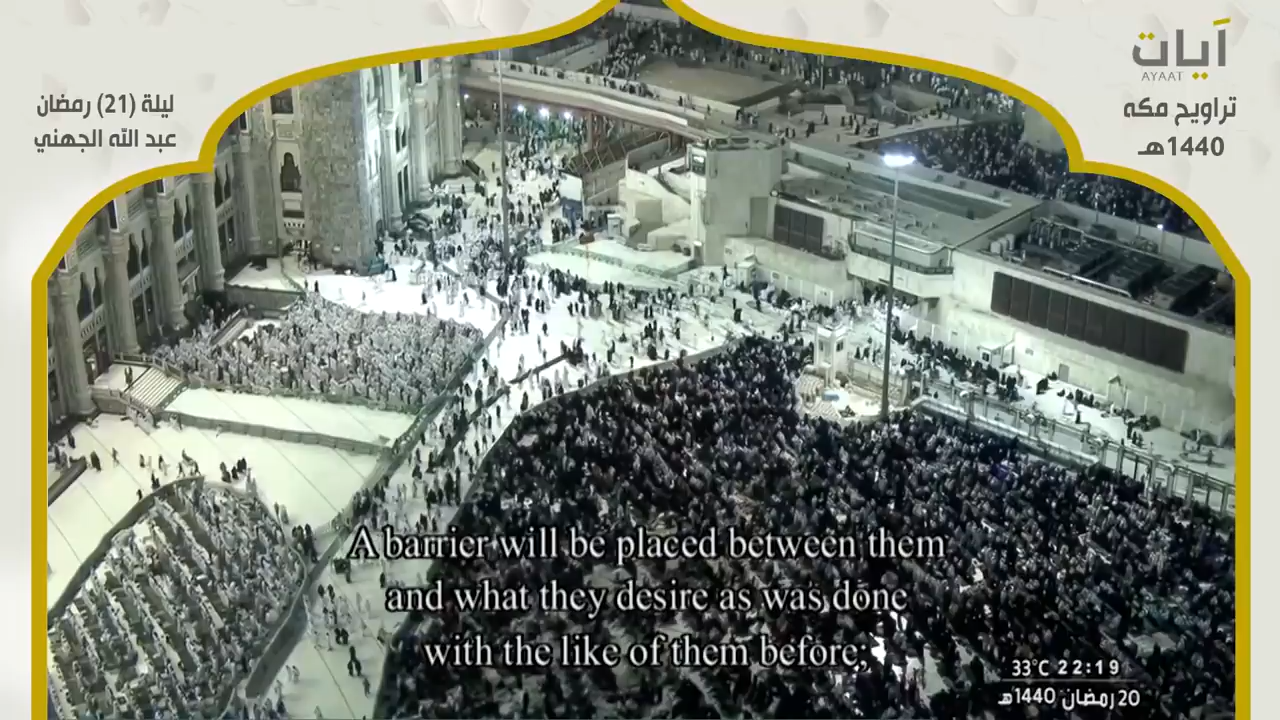 آيات
AYAAT
تراويح مكه
1440هـ
ليلة (21) رمضان
عبد الله الجهني
A barrier will be placed between them
and what they desire as was done
with the like of them before;
33°C 22:19
20 رمضان 1440هـ